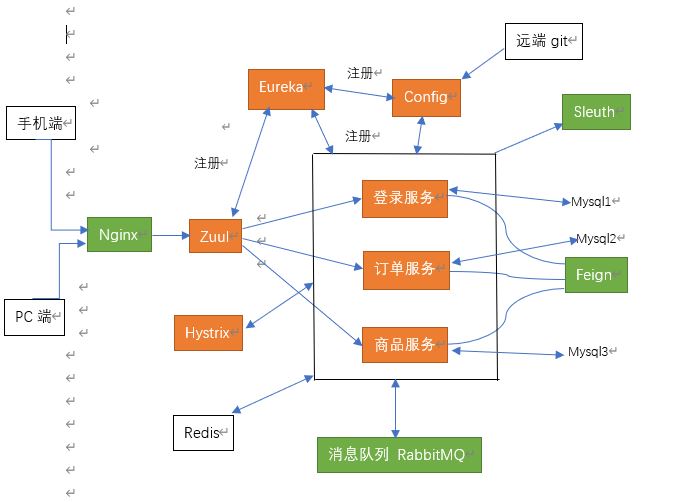 远端 git
注册
Eureka
Config
Sleuth
手机端
注册
注册
登录服务
Mysql1
Nginx
Zuul
Mysql2
订单服务
Feign
PC 端
Hystrix
商品服务
Mysql3
Redis
消息队列 RabbitMQ